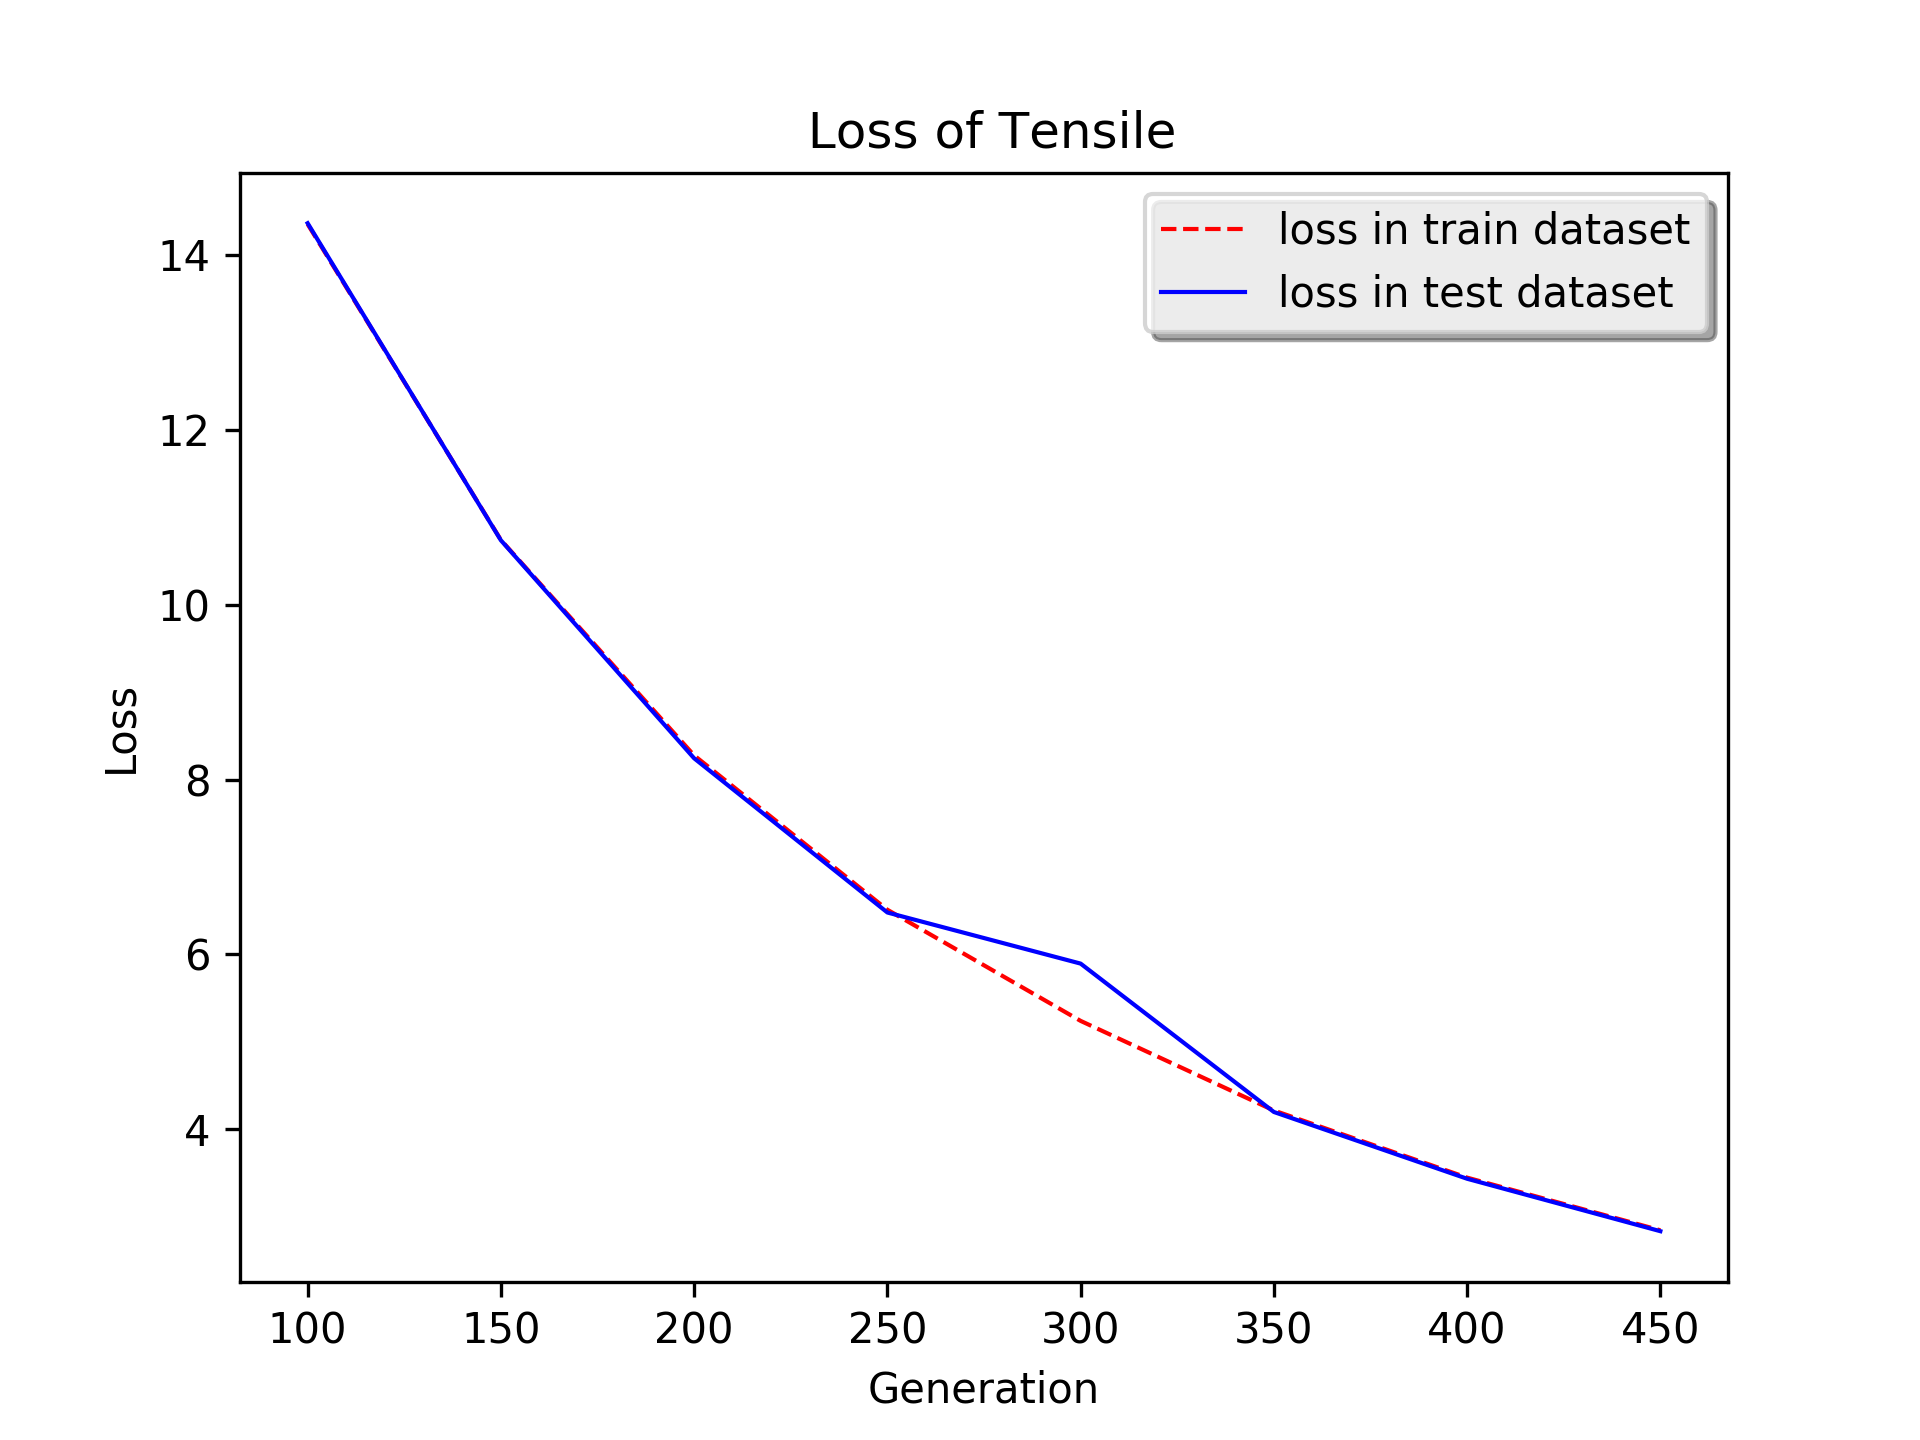 Loss of Tensile
loss in train dataset
loss in test dataset
14
12
10
8
6
4
Loss
100 150 200 250 300 350 400 450
Generation